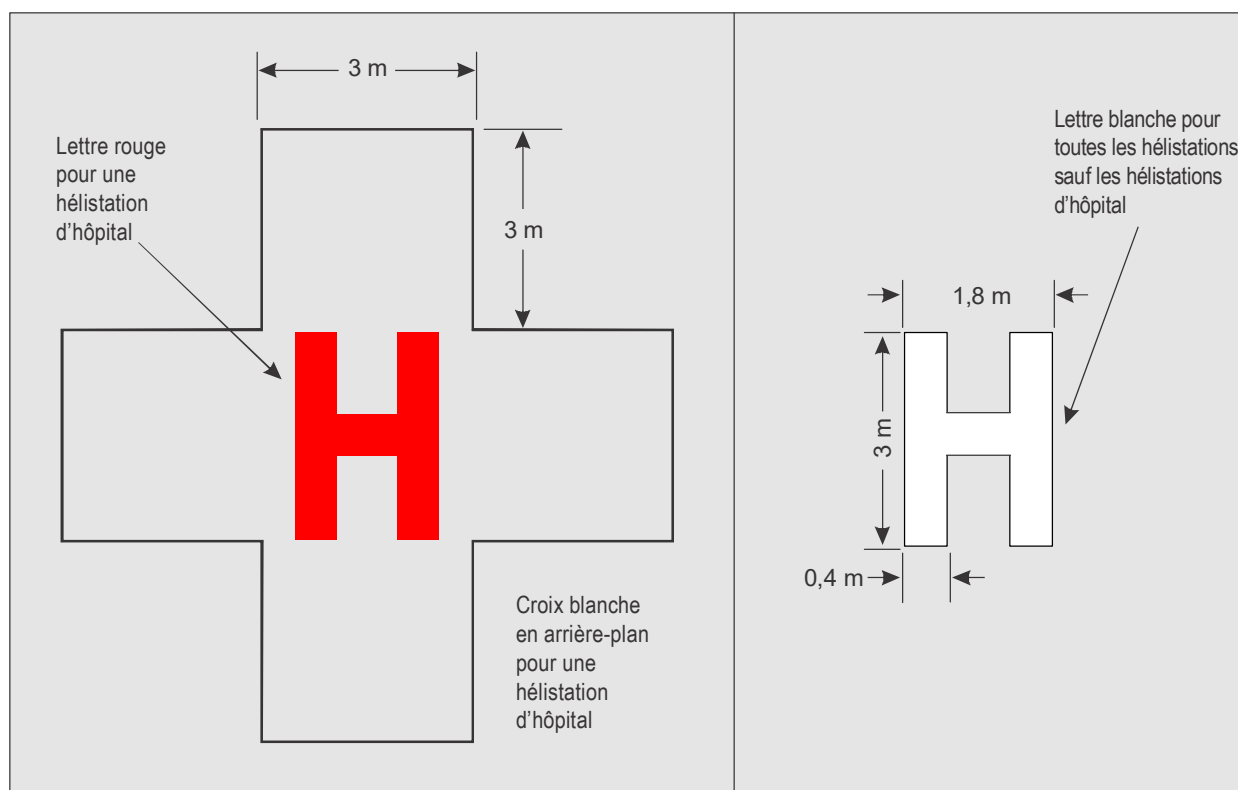 3 m
Lettre rouge
pour une
hélistation
d’hôpital
3 m
H
Croix blanche
en arrière-plan
pour une
hélistation
d’hôpital
Lettre blanche pour
toutes les hélistations
sauf les hélistations
d’hôpital
1,8 m
3 m
H
0,4 m